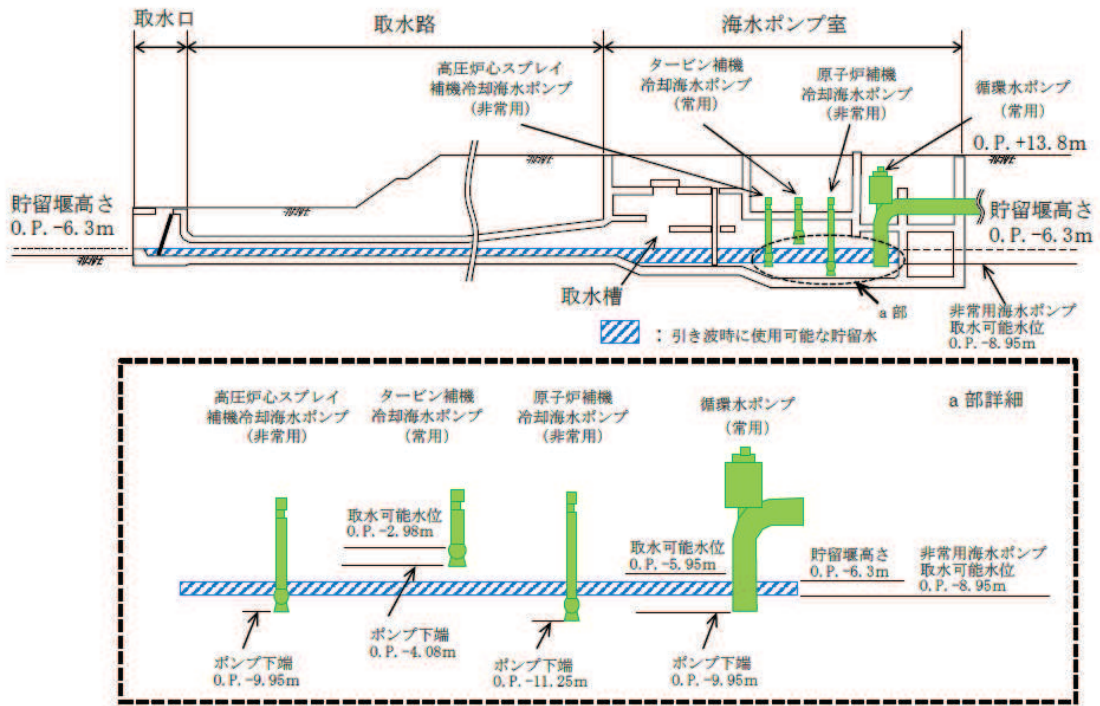 取水口
取水路
海水ポンプ室
高圧炉心スプレイ
補機冷却海水ポンプ
(非常用)
タービン補機
冷却海水ポンプ
(常用)
原子炉補機
冷却海水ポンプ
(非常用)
循環水ポンプ
(常用)
O.P.+13.8m
貯留堰高さ
O.P.-6.3m
貯留堰高さ
O.P.-6.3m
取水槽
a 部
非常用海水ポンプ
取水可能水位
O.P.-8.95m
：引き波時に使用可能な貯留水
高圧炉心スプレイ
補機冷却海水ポンプ
(非常用)
タービン補機
冷却海水ポンプ
(常用)
原子炉補機
冷却海水ポンプ
(非常用)
循環水ポンプ
(常用)
a 部詳細
取水可能水位
O.P.-2.98m
取水可能水位
O.P.-5.95m
貯留堰高さ
O.P.-6.3m
非常用海水ポンプ
取水可能水位
O.P.-8.95m
ポンプ下端
O.P.-9.95m
ポンプ下端
O.P.-4.08m
ポンプ下端
O.P.-11.25m
ポンプ下端
O.P.-9.95m